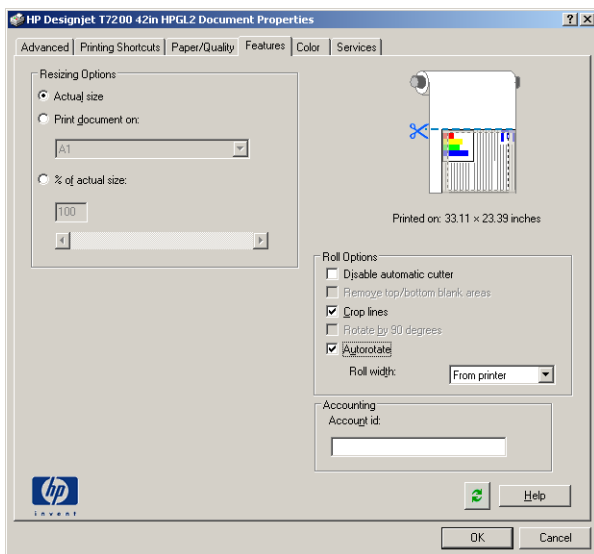 HP Designjet T7200 42in HPGL2 Document Properties
Advanced Printing Shortcuts Paper/Quality Features Color Services
Resizing Options
Actual size
Print document on:
A1
% of actual size:
100
Printed on: 33.11 × 23.39 inches
Roll Options
Disable automatic cutter
Remove top/bottom blank areas
Crop lines
Rotate by 90 degrees
Autorotate
Roll width:
From printer
Accounting
Account id:
hp
invent
Help
OK
Cancel